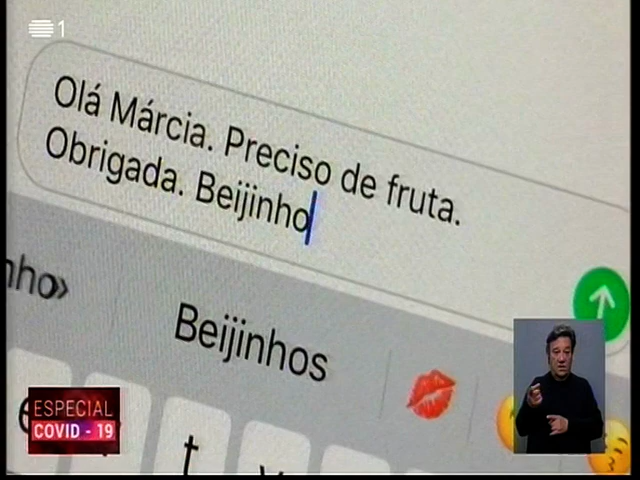 1
Olá Márcia. Preciso de fruta.
Obrigada. Beijinho
nho»
Beijinhos
ESPECIAL
COVID - 19
e
t